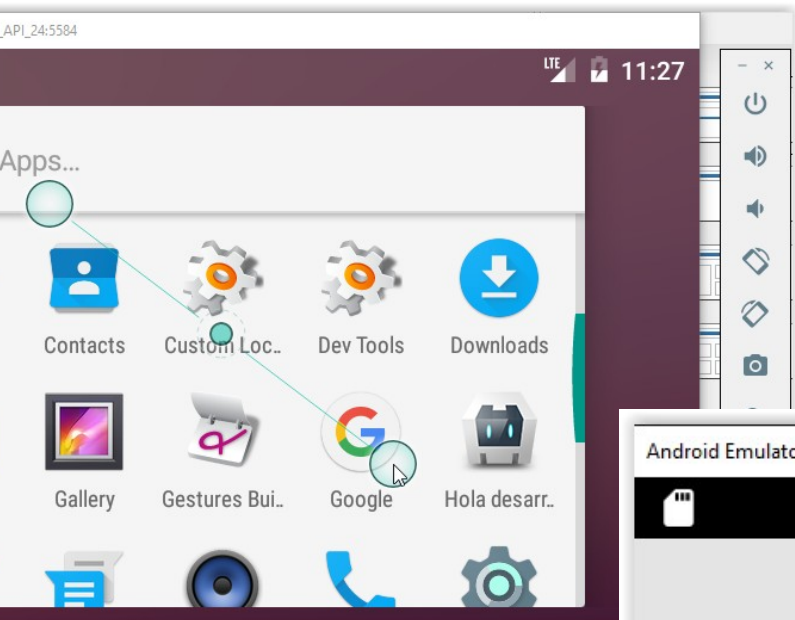 _API_24:5584
LTE 11:27
Apps...
Contacts
Custom Loc..
Dev Tools
Downloads
Gallery
Gestures Bui..
Google
Hola desarr..
Android Emulato